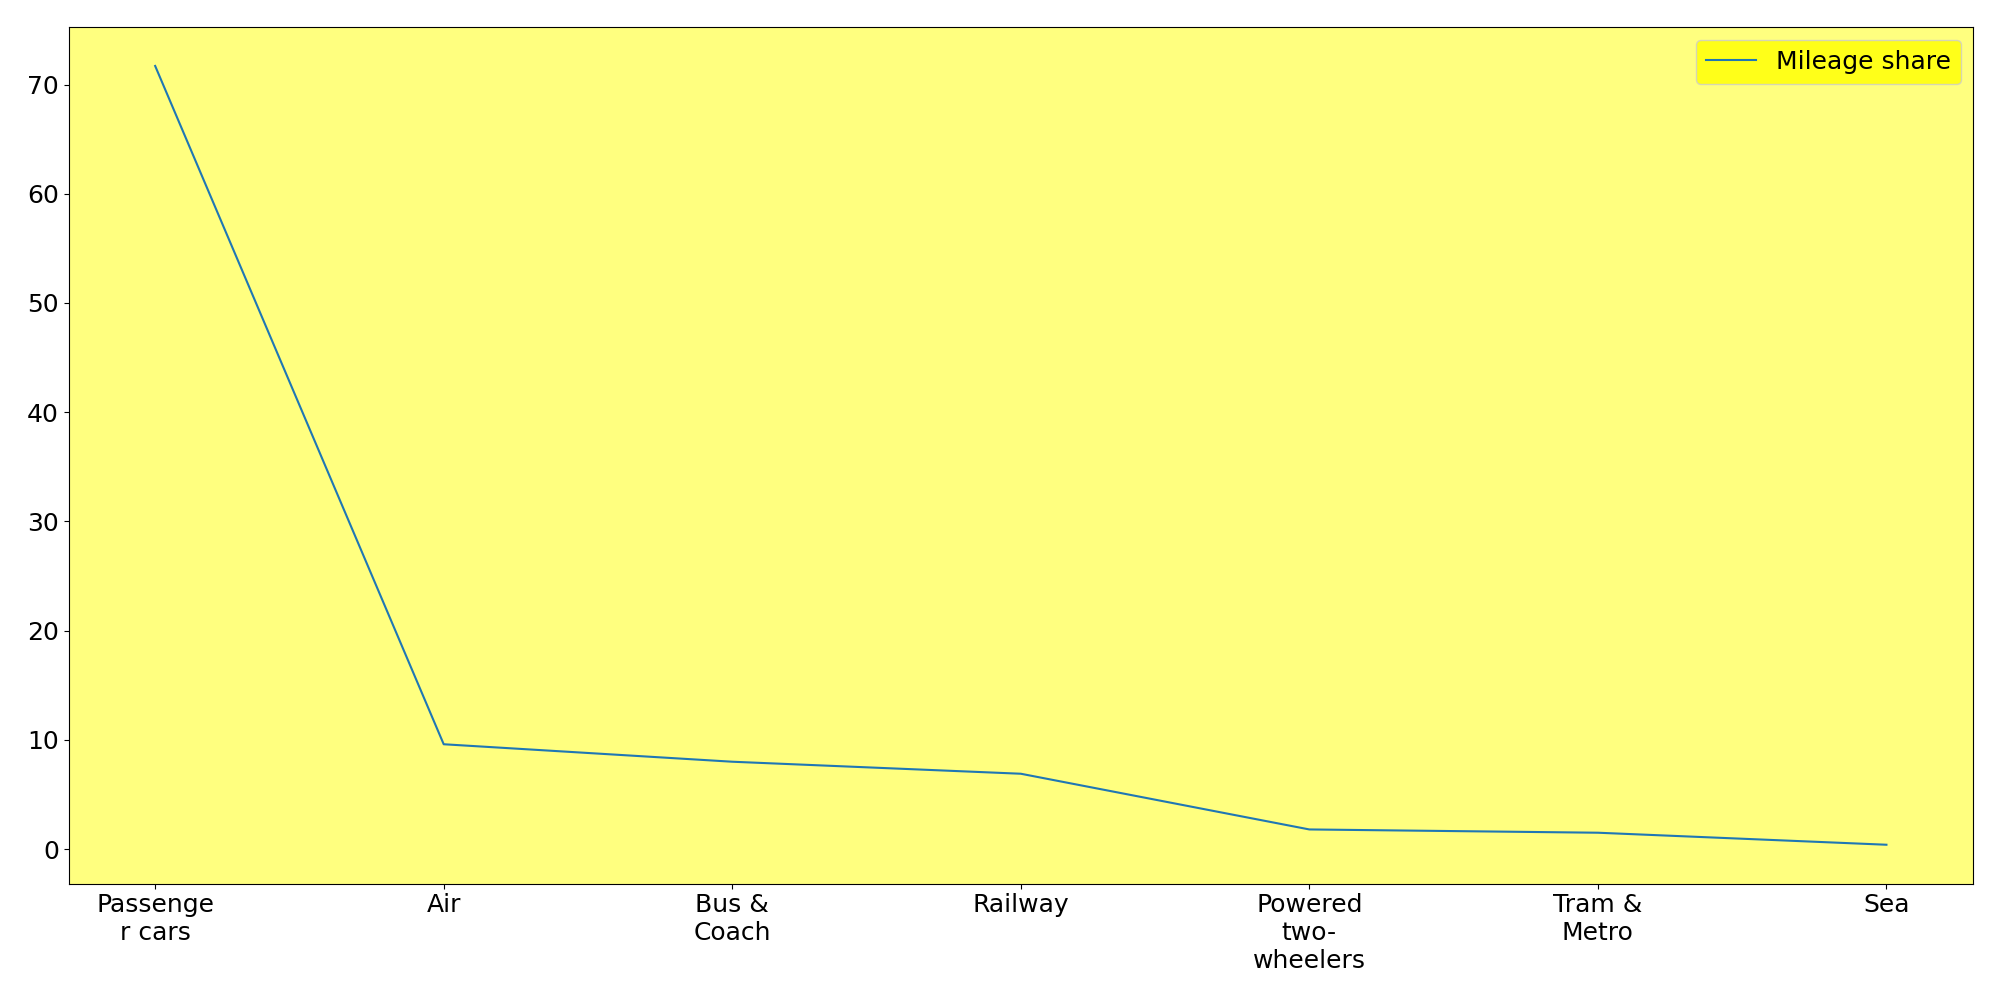 Mileage share
70
60
50
40
30
20
10
0
Passenge
r cars
Air
Bus &
Coach
Railway
Powered
two-
wheelers
Tram &
Metro
Sea